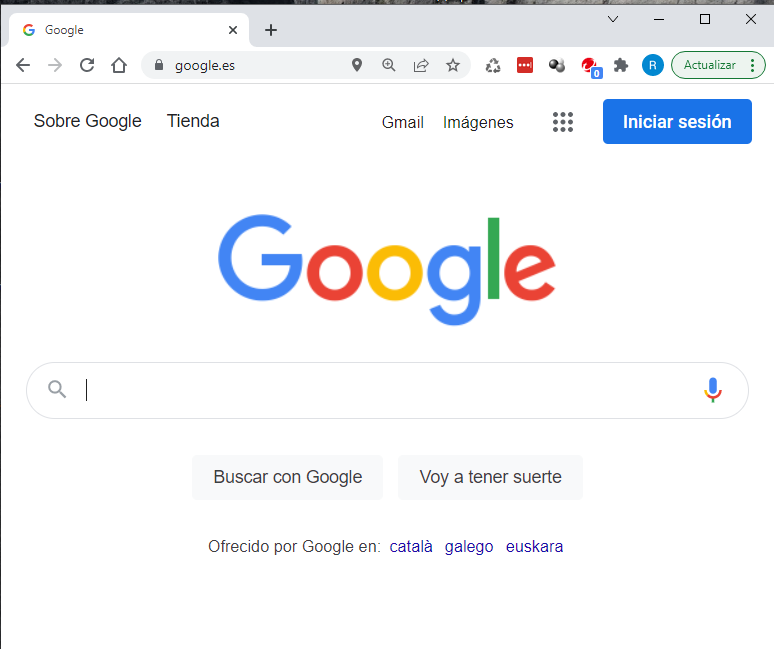 Google
google.es
0
R
Actualizar
Sobre Google Tienda Gmail Imágenes Iniciar sesión
Google
Buscar con Google Voy a tener suerte
Ofrecido por Google en: català galego euskara